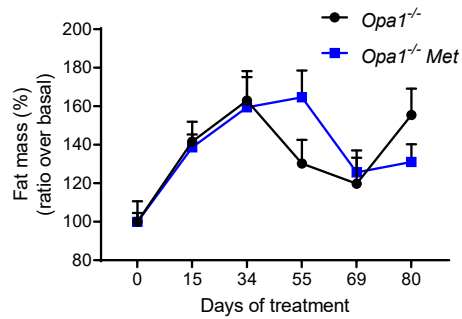 Opa1-/-
Opa1-/- Met
Fat mass (%)
(ratio over basal)
200
180
160
140
120
100
80
0 15 34 55 69 80
Days of treatment